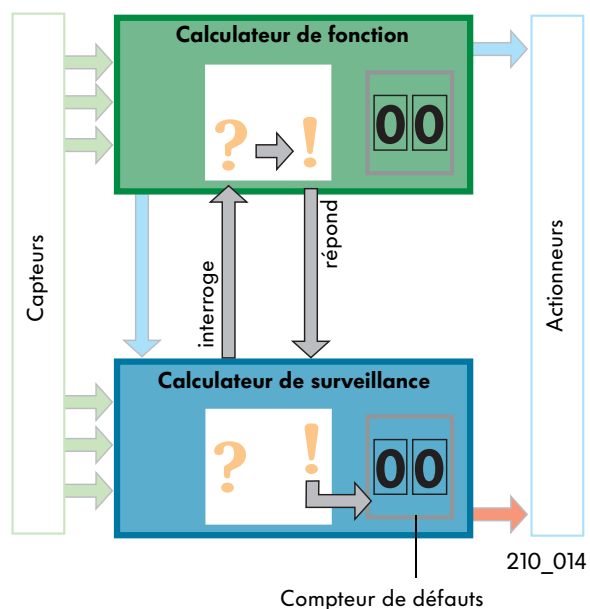 Calculateur de fonction
? !
00
Capteurs
interroge
répond
Actionneurs
Calculateur de surveillance
? !
00
210_014
Compteur de défauts